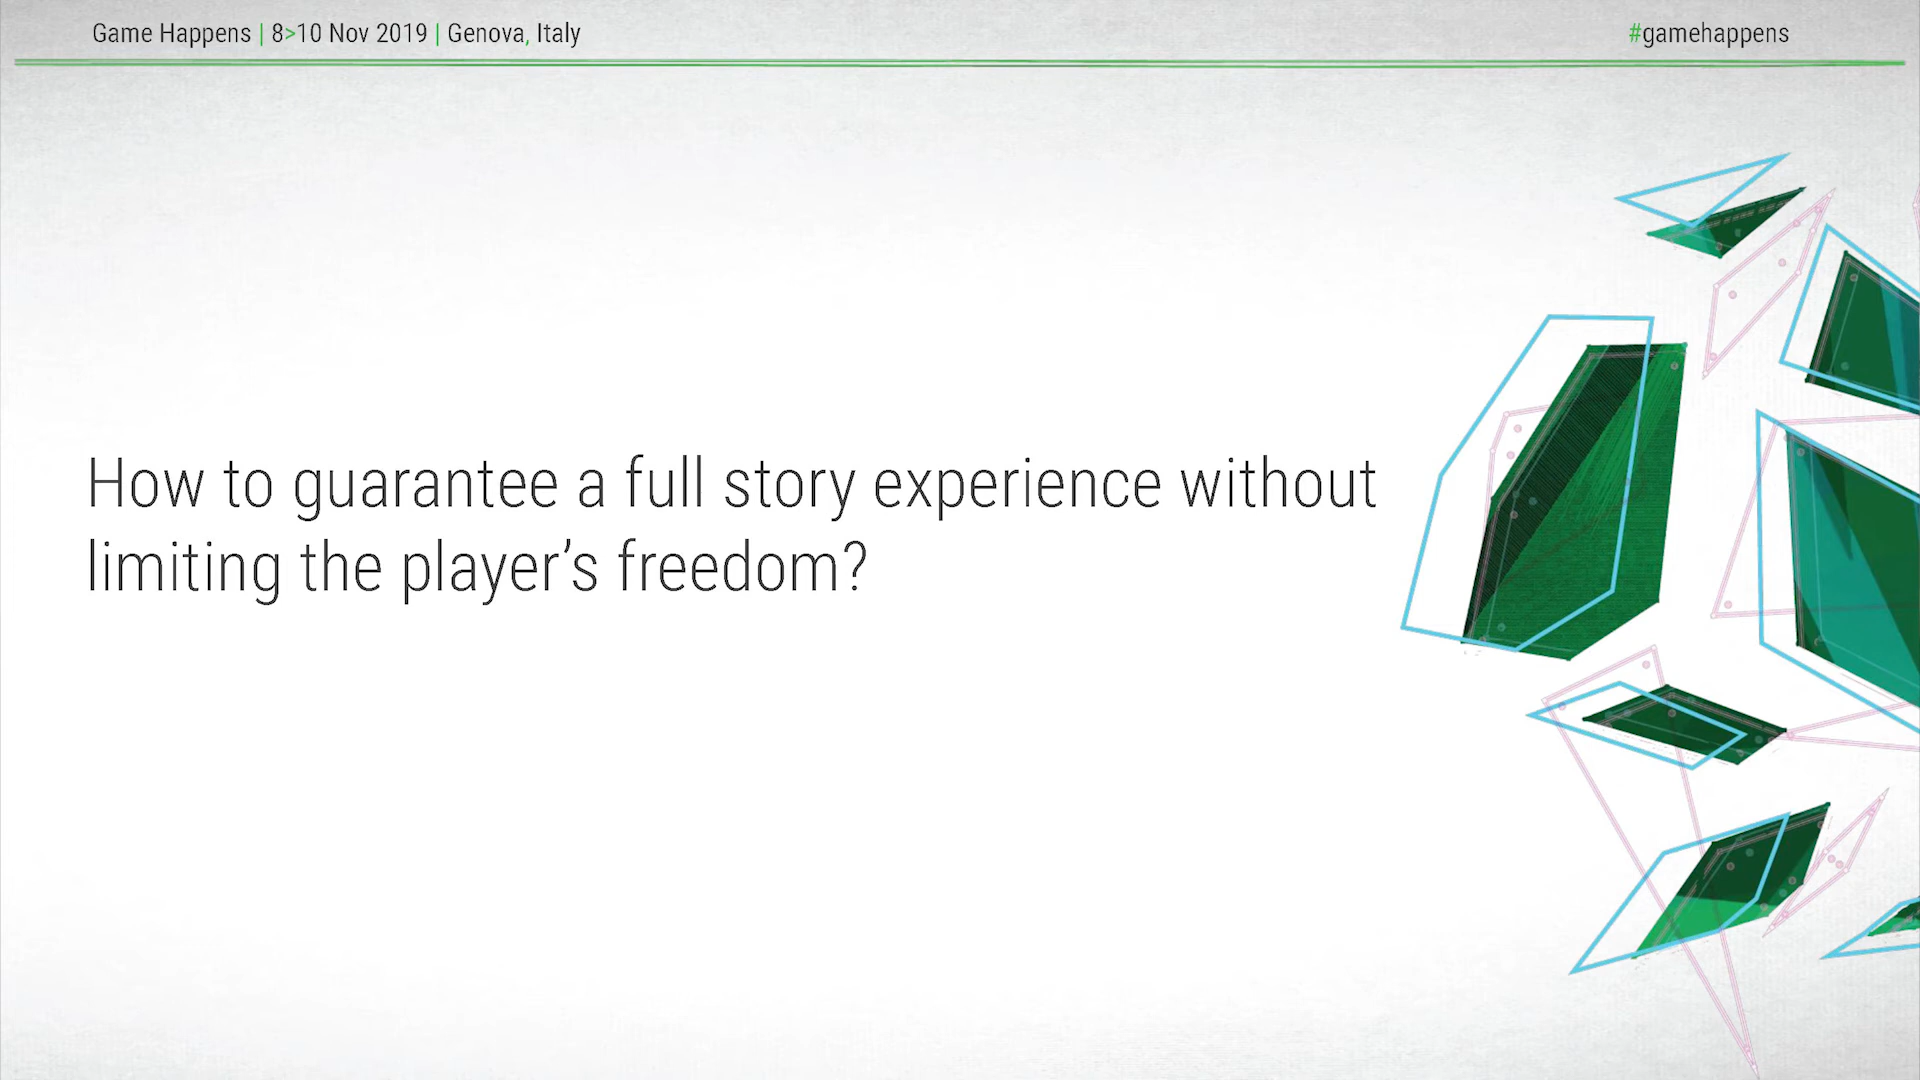 Game Happens | 8>10 Nov 2019 | Genova, Italy
#gamehappens
How to guarantee a full story experience without
limiting the player’s freedom?